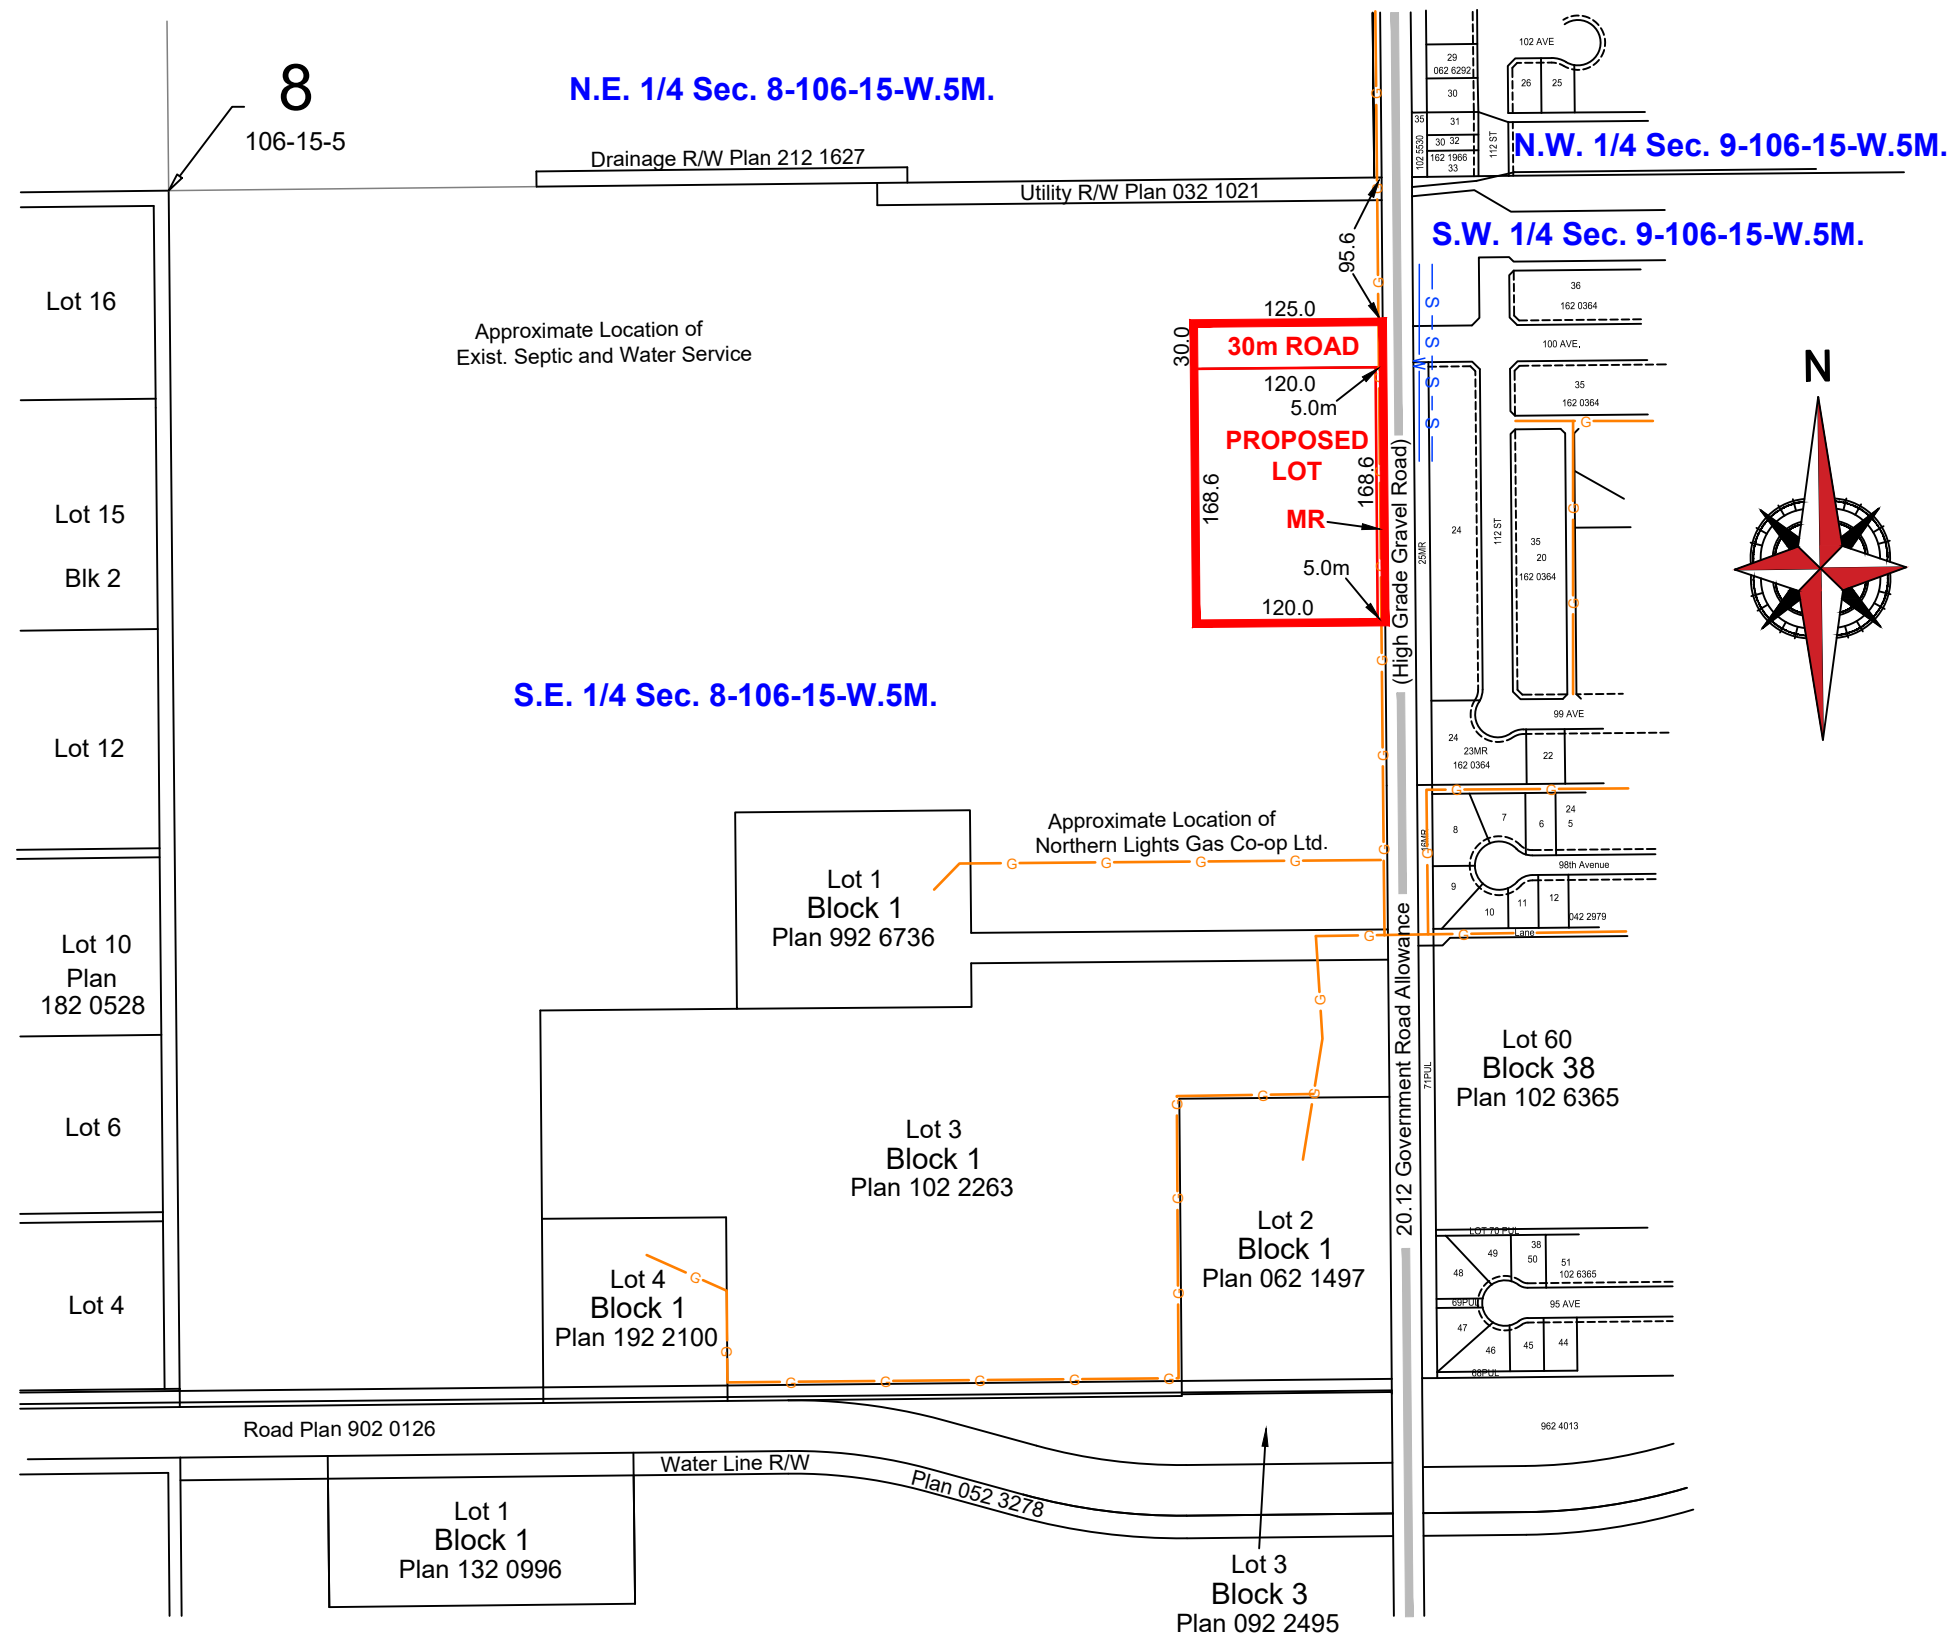 8
106-15-5
N.E. 1/4 Sec. 8-106-15-W.5M.
Drainage R/W Plan 212 1627
Utility R/W Plan 032 1021
102 AVE
29
062 6292
30
26
25
35
31
30
32
162 1966
33
102 5530
112 ST
N.W. 1/4 Sec. 9-106-15-W.5M.
S.W. 1/4 Sec. 9-106-15-W.5M.
Lot 16
Approximate Location of
Exist. Septic and Water Service
95.6
125.0
30.0
30m ROAD
120.0
5.0m
PROPOSED
LOT
168.6
168.6
MR
5.0m
120.0
S
S
W
S
S
36
162 0364
100 AVE.
35
162 0364
N
Lot 15
Blk 2
(High Grade Gravel Road)
24
25MR
112 ST
35
20
162 0364
S.E. 1/4 Sec. 8-106-15-W.5M.
Lot 12
99 AVE
24
23MR
162 0364
22
Approximate Location of
Northern Lights Gas Co-op Ltd.
G G G G
Lot 1
Block 1
Plan 992 6736
16MR
8
7
6
24
5
98th Avenue
9
10
11
12
042 2979
Lane
Lot 10
Plan
182 0528
20.12 Government Road Allowance
Lot 60
Block 38
Plan 102 6365
71PUL
Lot 6
Lot 3
Block 1
Plan 102 2263
Lot 2
Block 1
Plan 062 1497
Lot 4
Lot 4
Block 1
Plan 192 2100
G G G G G
LOT 70 PUL
49
38
50
51
102 6365
48
69PUL
95 AVE
47
46
45
44
68PUL
Road Plan 902 0126
962 4013
Water Line R/W
Plan 052 3278
Lot 1
Block 1
Plan 132 0996
Lot 3
Block 3
Plan 092 2495